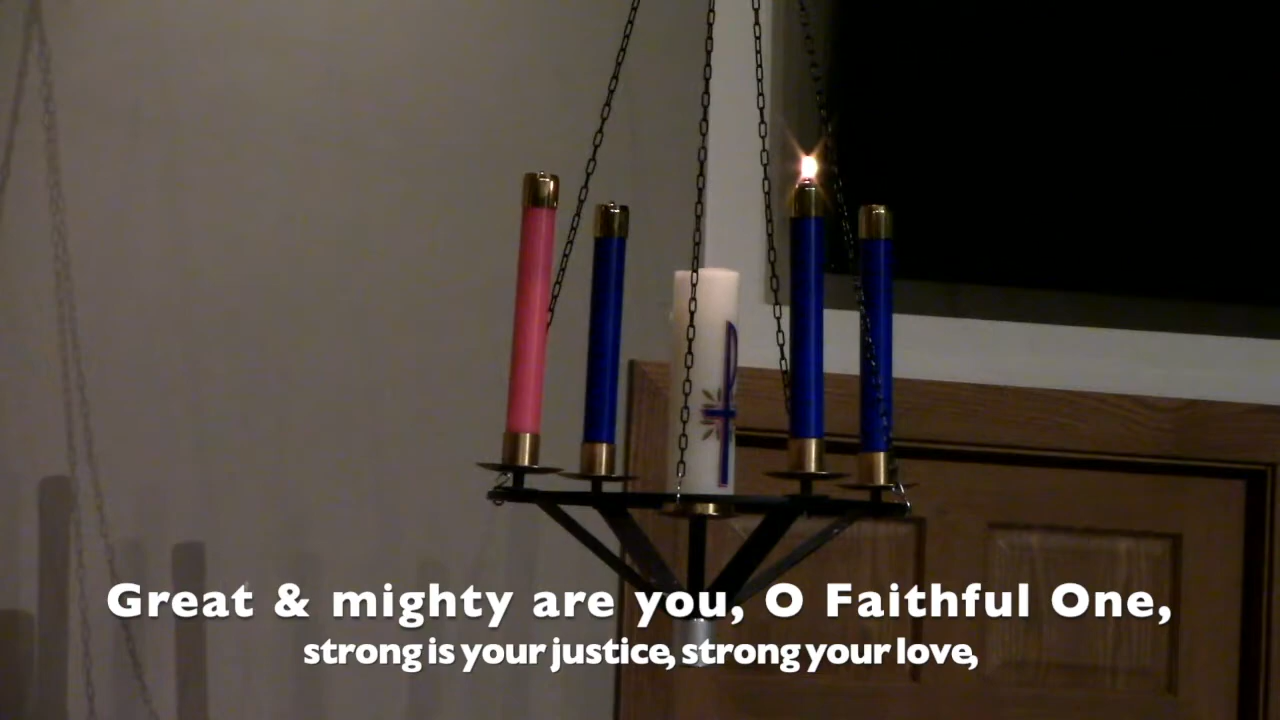 Great & mighty are you, O Faithful One,
strong is your justice, strong your love,